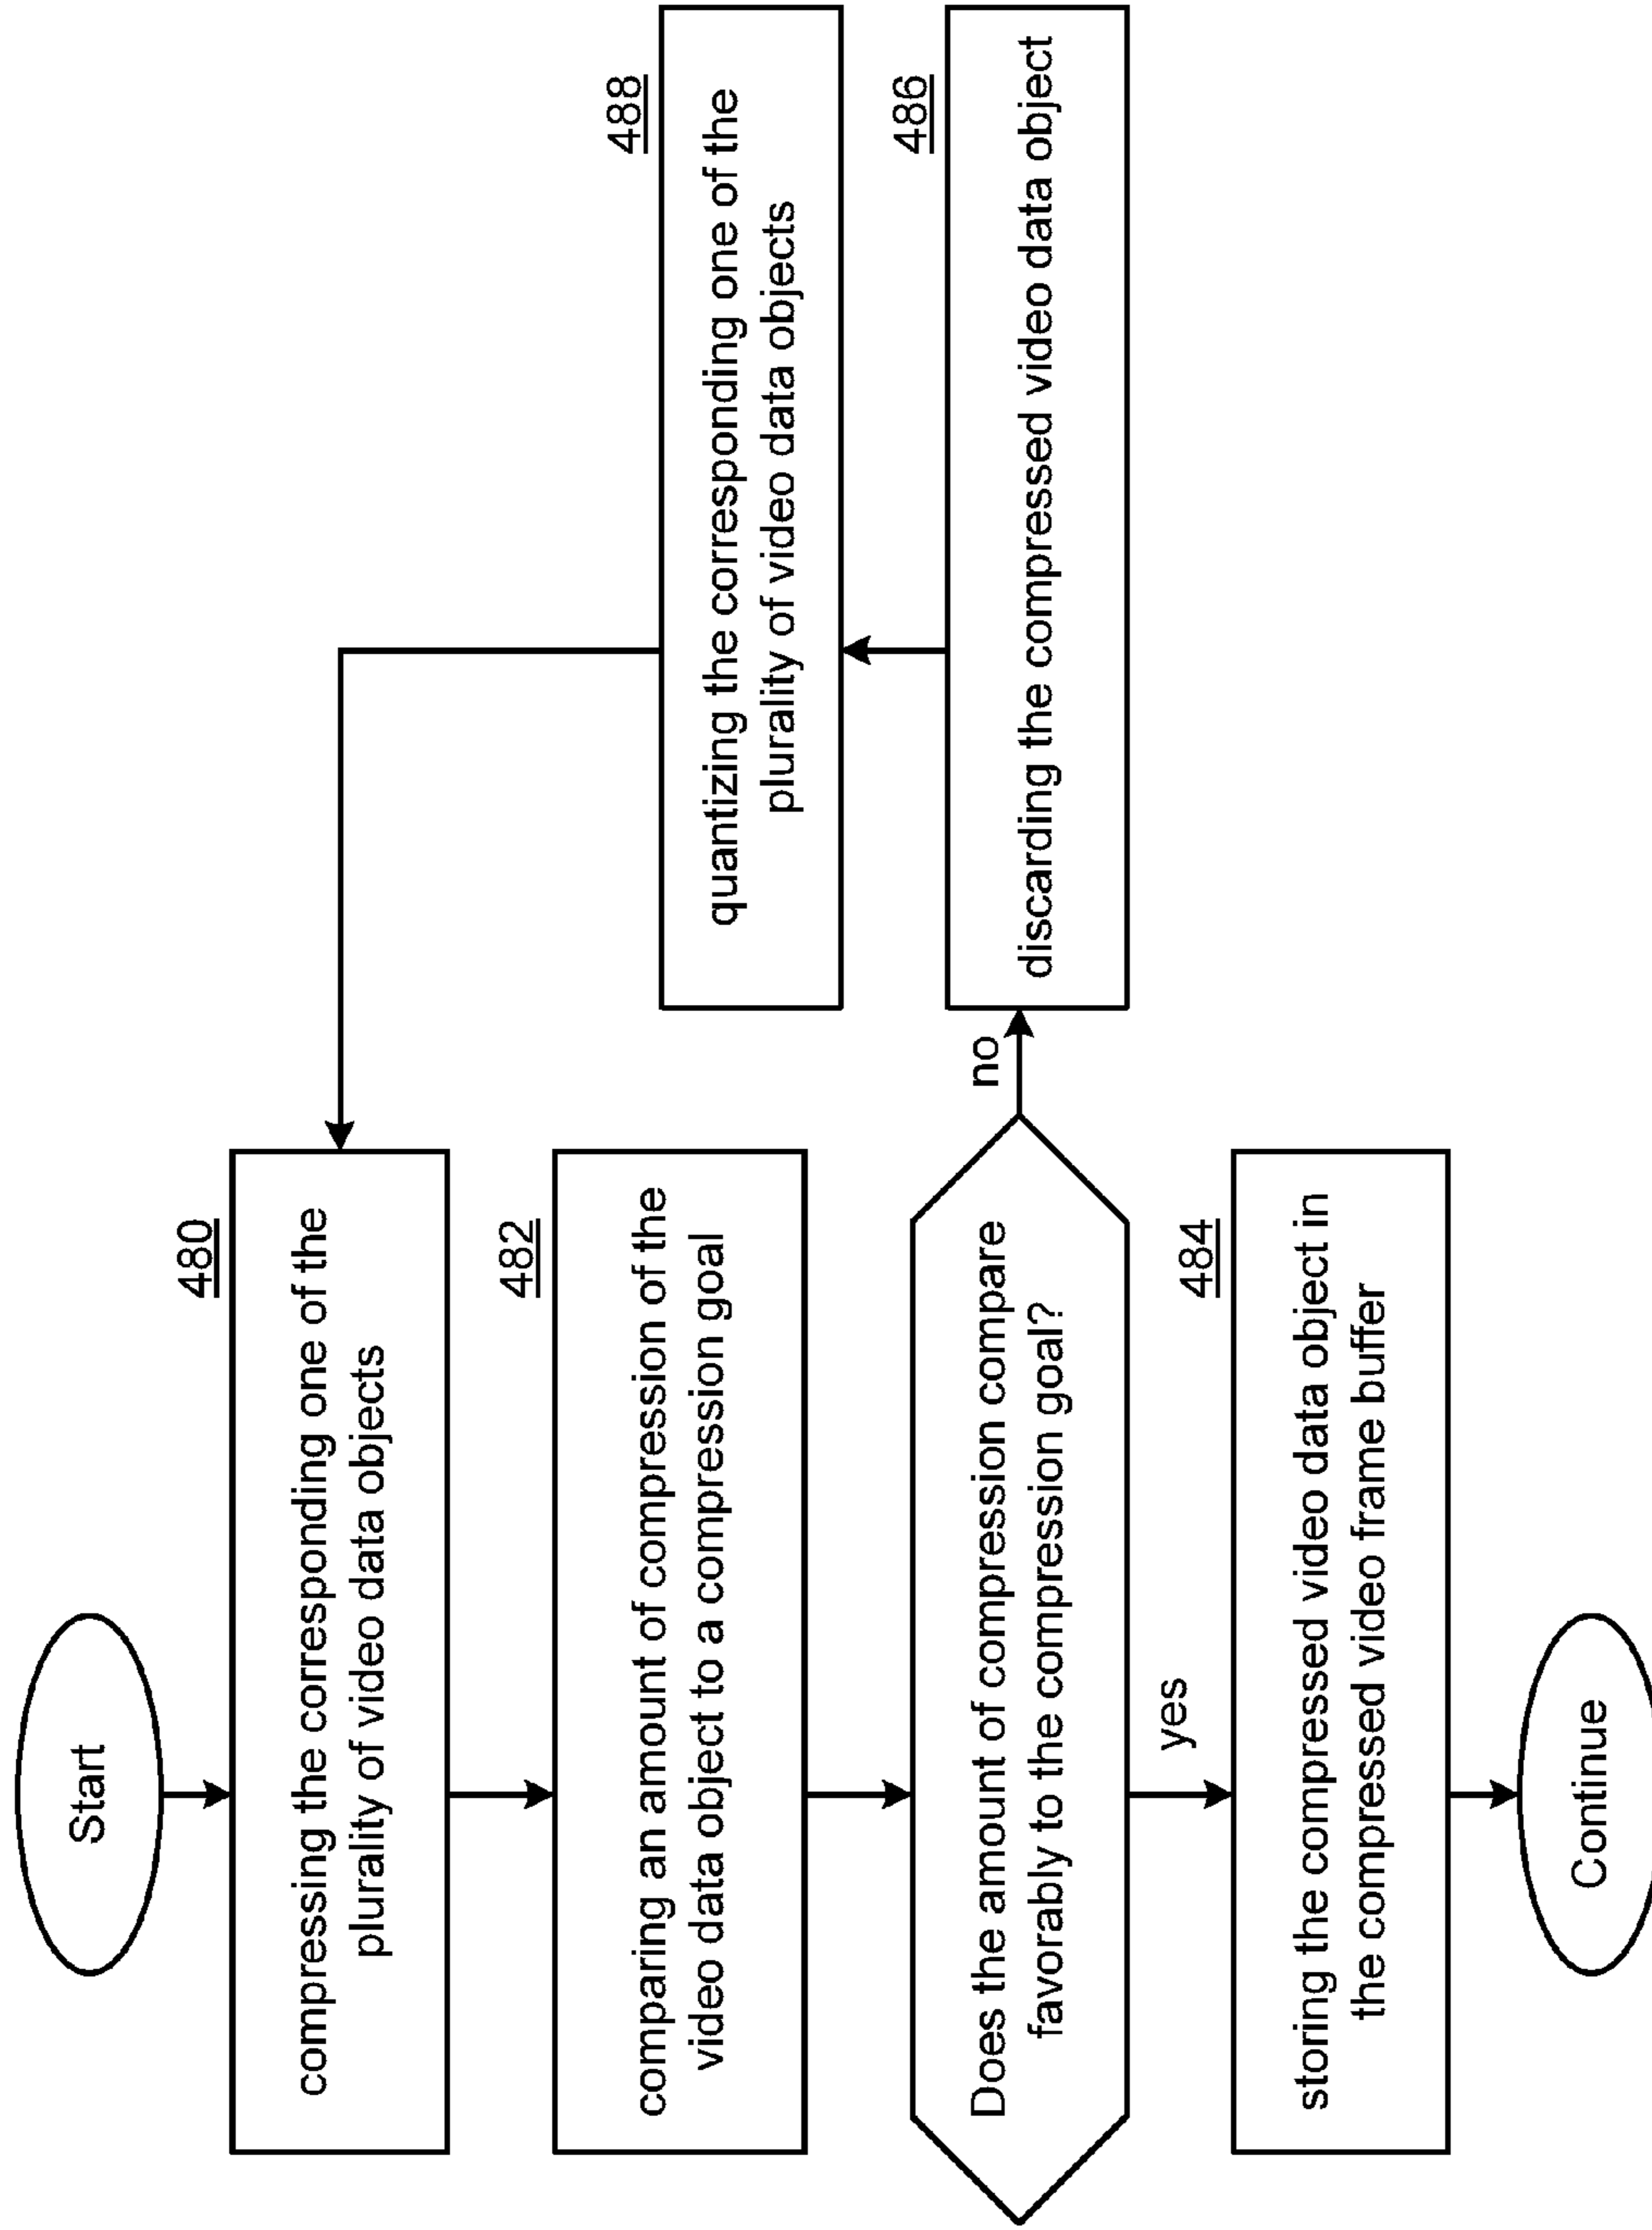 Start
480
compressing the corresponding one of the
plurality of video data objects
482
comparing an amount of compression of the
video data object to a compression goal
Does the amount of compression compare
favorably to the compression goal?
no
yes
484
storing the compressed video data object in
the compressed video frame buffer
Continue
488
quantizing the corresponding one of the
plurality of video data objects
486
discarding the compressed video data object